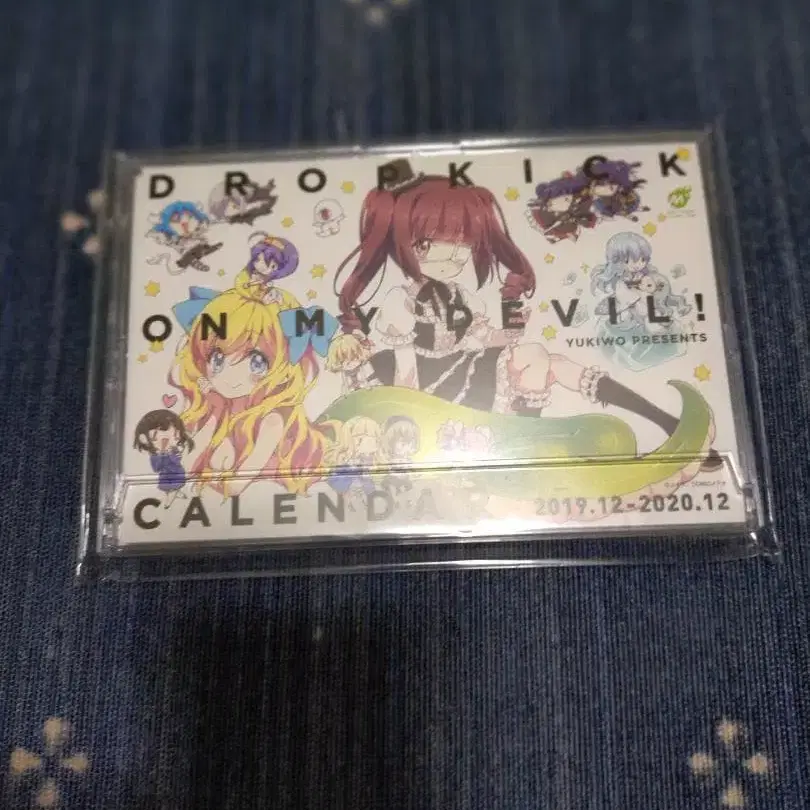 DROPKICK
ON MY DEVIL!
YUKIWO PRESENTS
CALENDAR
2019.12-2020.12